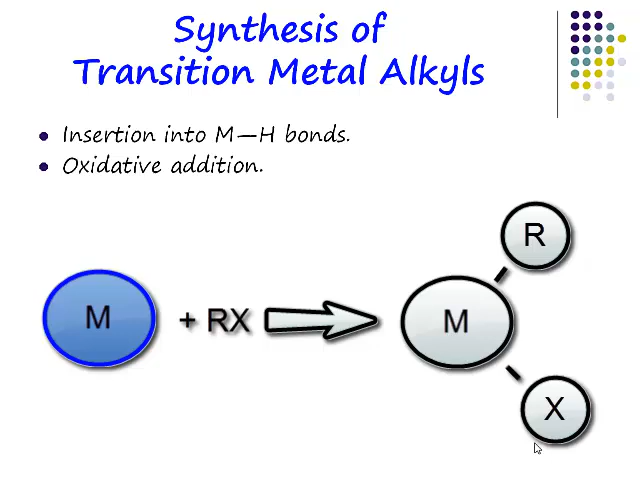 Synthesis of
Transition Metal Alkyls
Insertion into M—H bonds.
Oxidative addition.
R
M + RX M
X